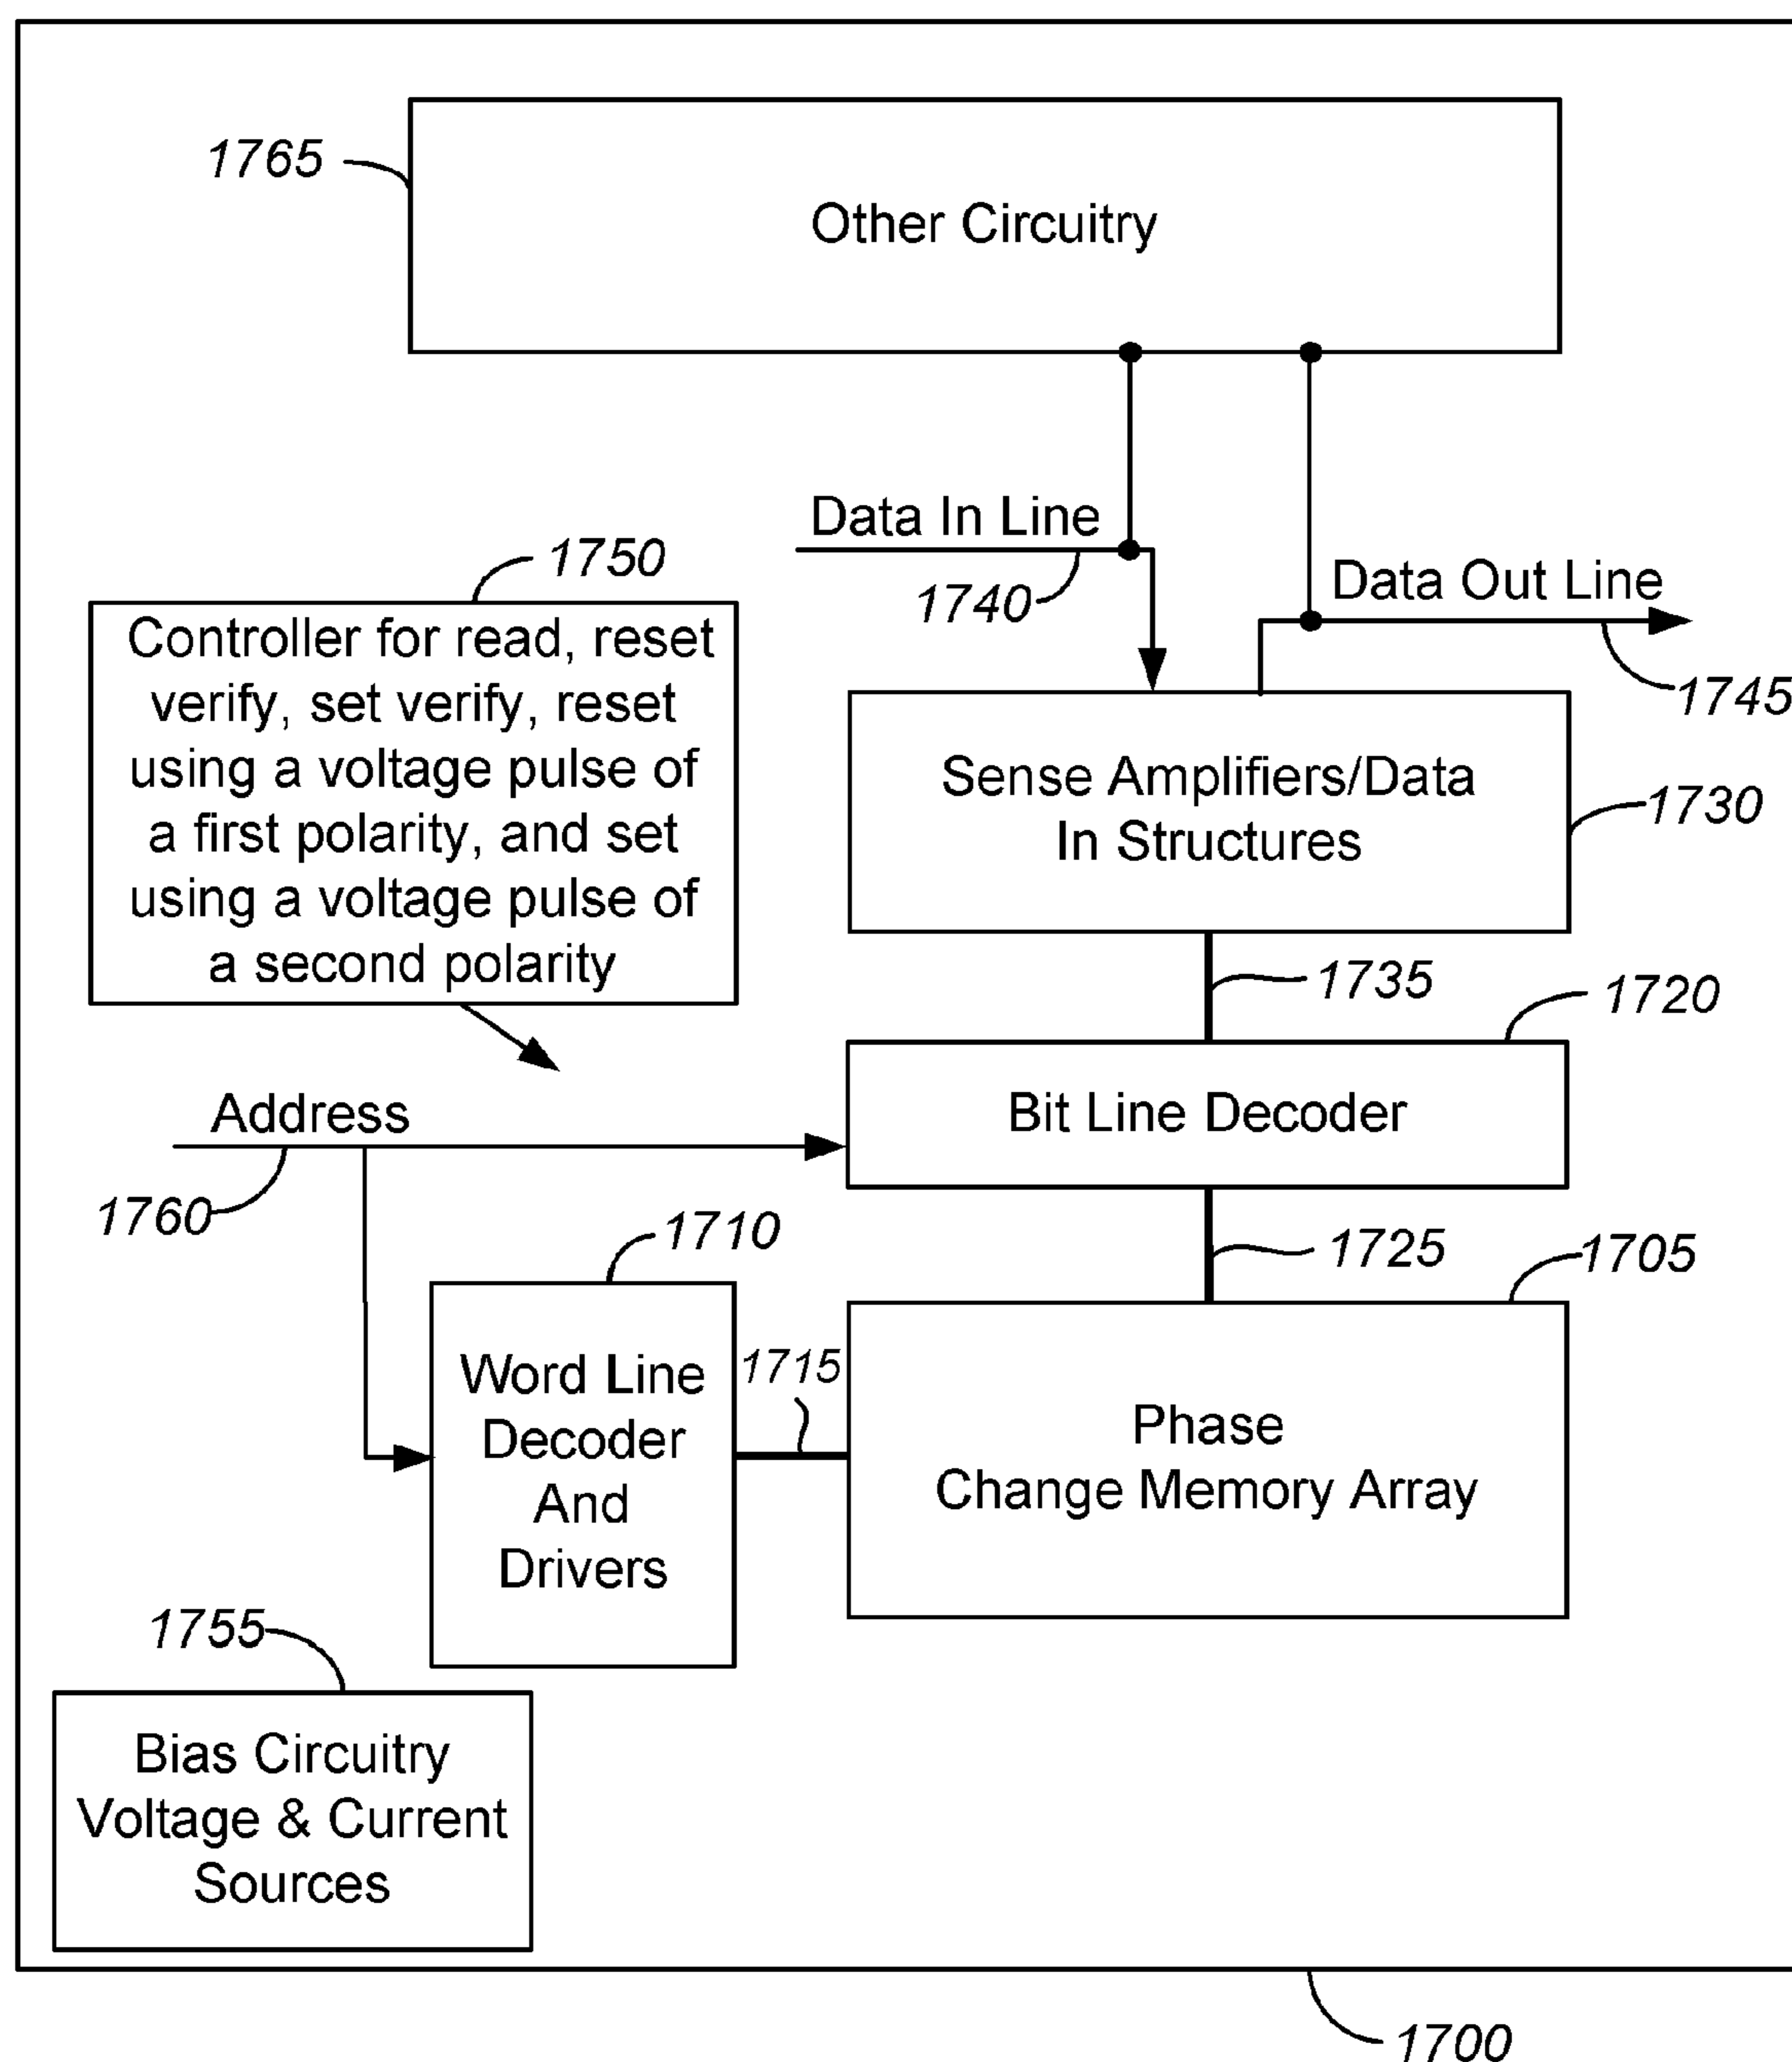 1765
Other Circuitry
Data In Line
1740
Data Out Line
1745
1750
Controller for read, reset
verify, set verify, reset
using a voltage pulse of
a first polarity, and set
using a voltage pulse of
a second polarity
Sense Amplifiers/Data
In Structures
1730
1735
1720
Bit Line Decoder
Address
1760
1710
1725
1705
Word Line
Decoder
And
Drivers
1715
Phase
Change Memory Array
1755
Bias Circuitry
Voltage & Current
Sources
1700